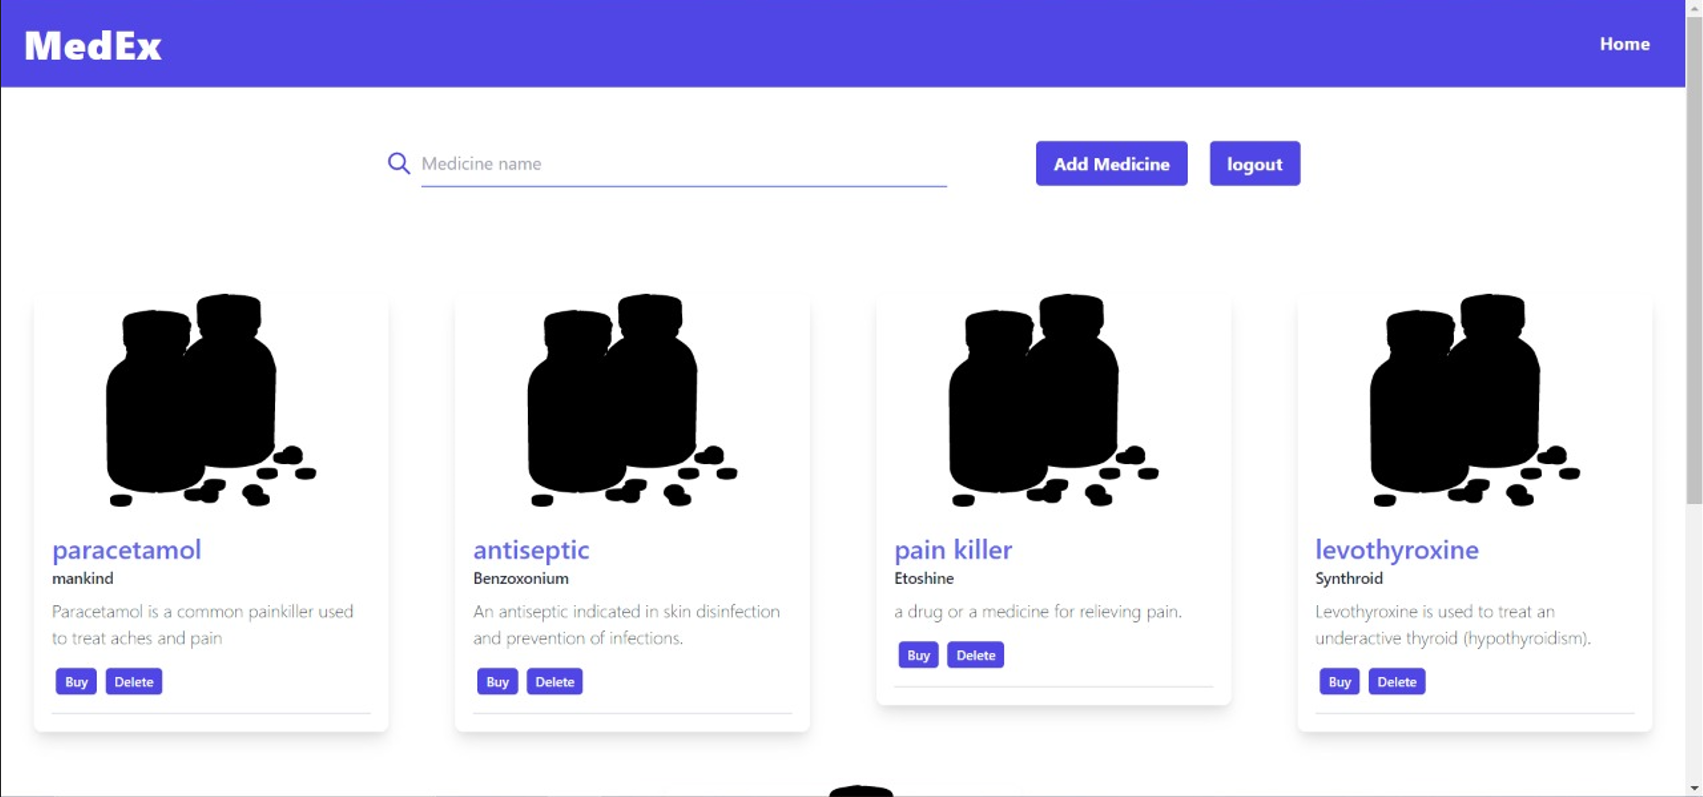 MedEx
Home
Medicine name
Add Medicine
logout
paracetamol
mankind
Paracetamol is a common painkiller used
to treat aches and pain
Buy
Delete
antiseptic
Benzoxonium
An antiseptic indicated in skin disinfection
and prevention of infections.
Buy
Delete
pain killer
Etoshine
a drug or a medicine for relieving pain.
Buy
Delete
levothyroxine
Synthroid
Levothyroxine is used to treat an
underactive thyroid (hypothyroidism).
Buy
Delete